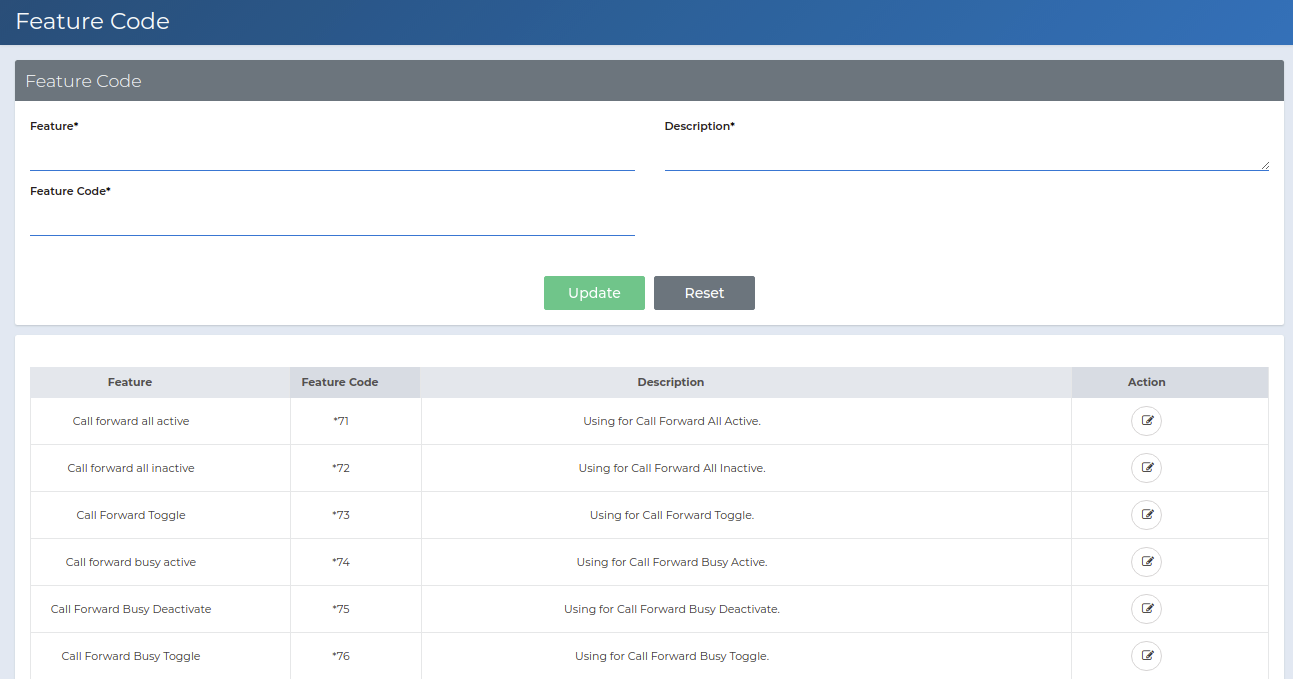 Feature Code
Feature Code
Feature* Description*
Feature Code*
Update Reset
Feature Feature Code Description Action
Call forward all active *71 Using for Call Forward All Active.
Call forward all inactive *72 Using for Call Forward All Inactive.
Call Forward Toggle *73 Using for Call Forward Toggle.
Call forward busy active *74 Using for Call Forward Busy Active.
Call Forward Busy Deactivate *75 Using for Call Forward Busy Deactivate.
Call Forward Busy Toggle *76 Using for Call Forward Busy Toggle.